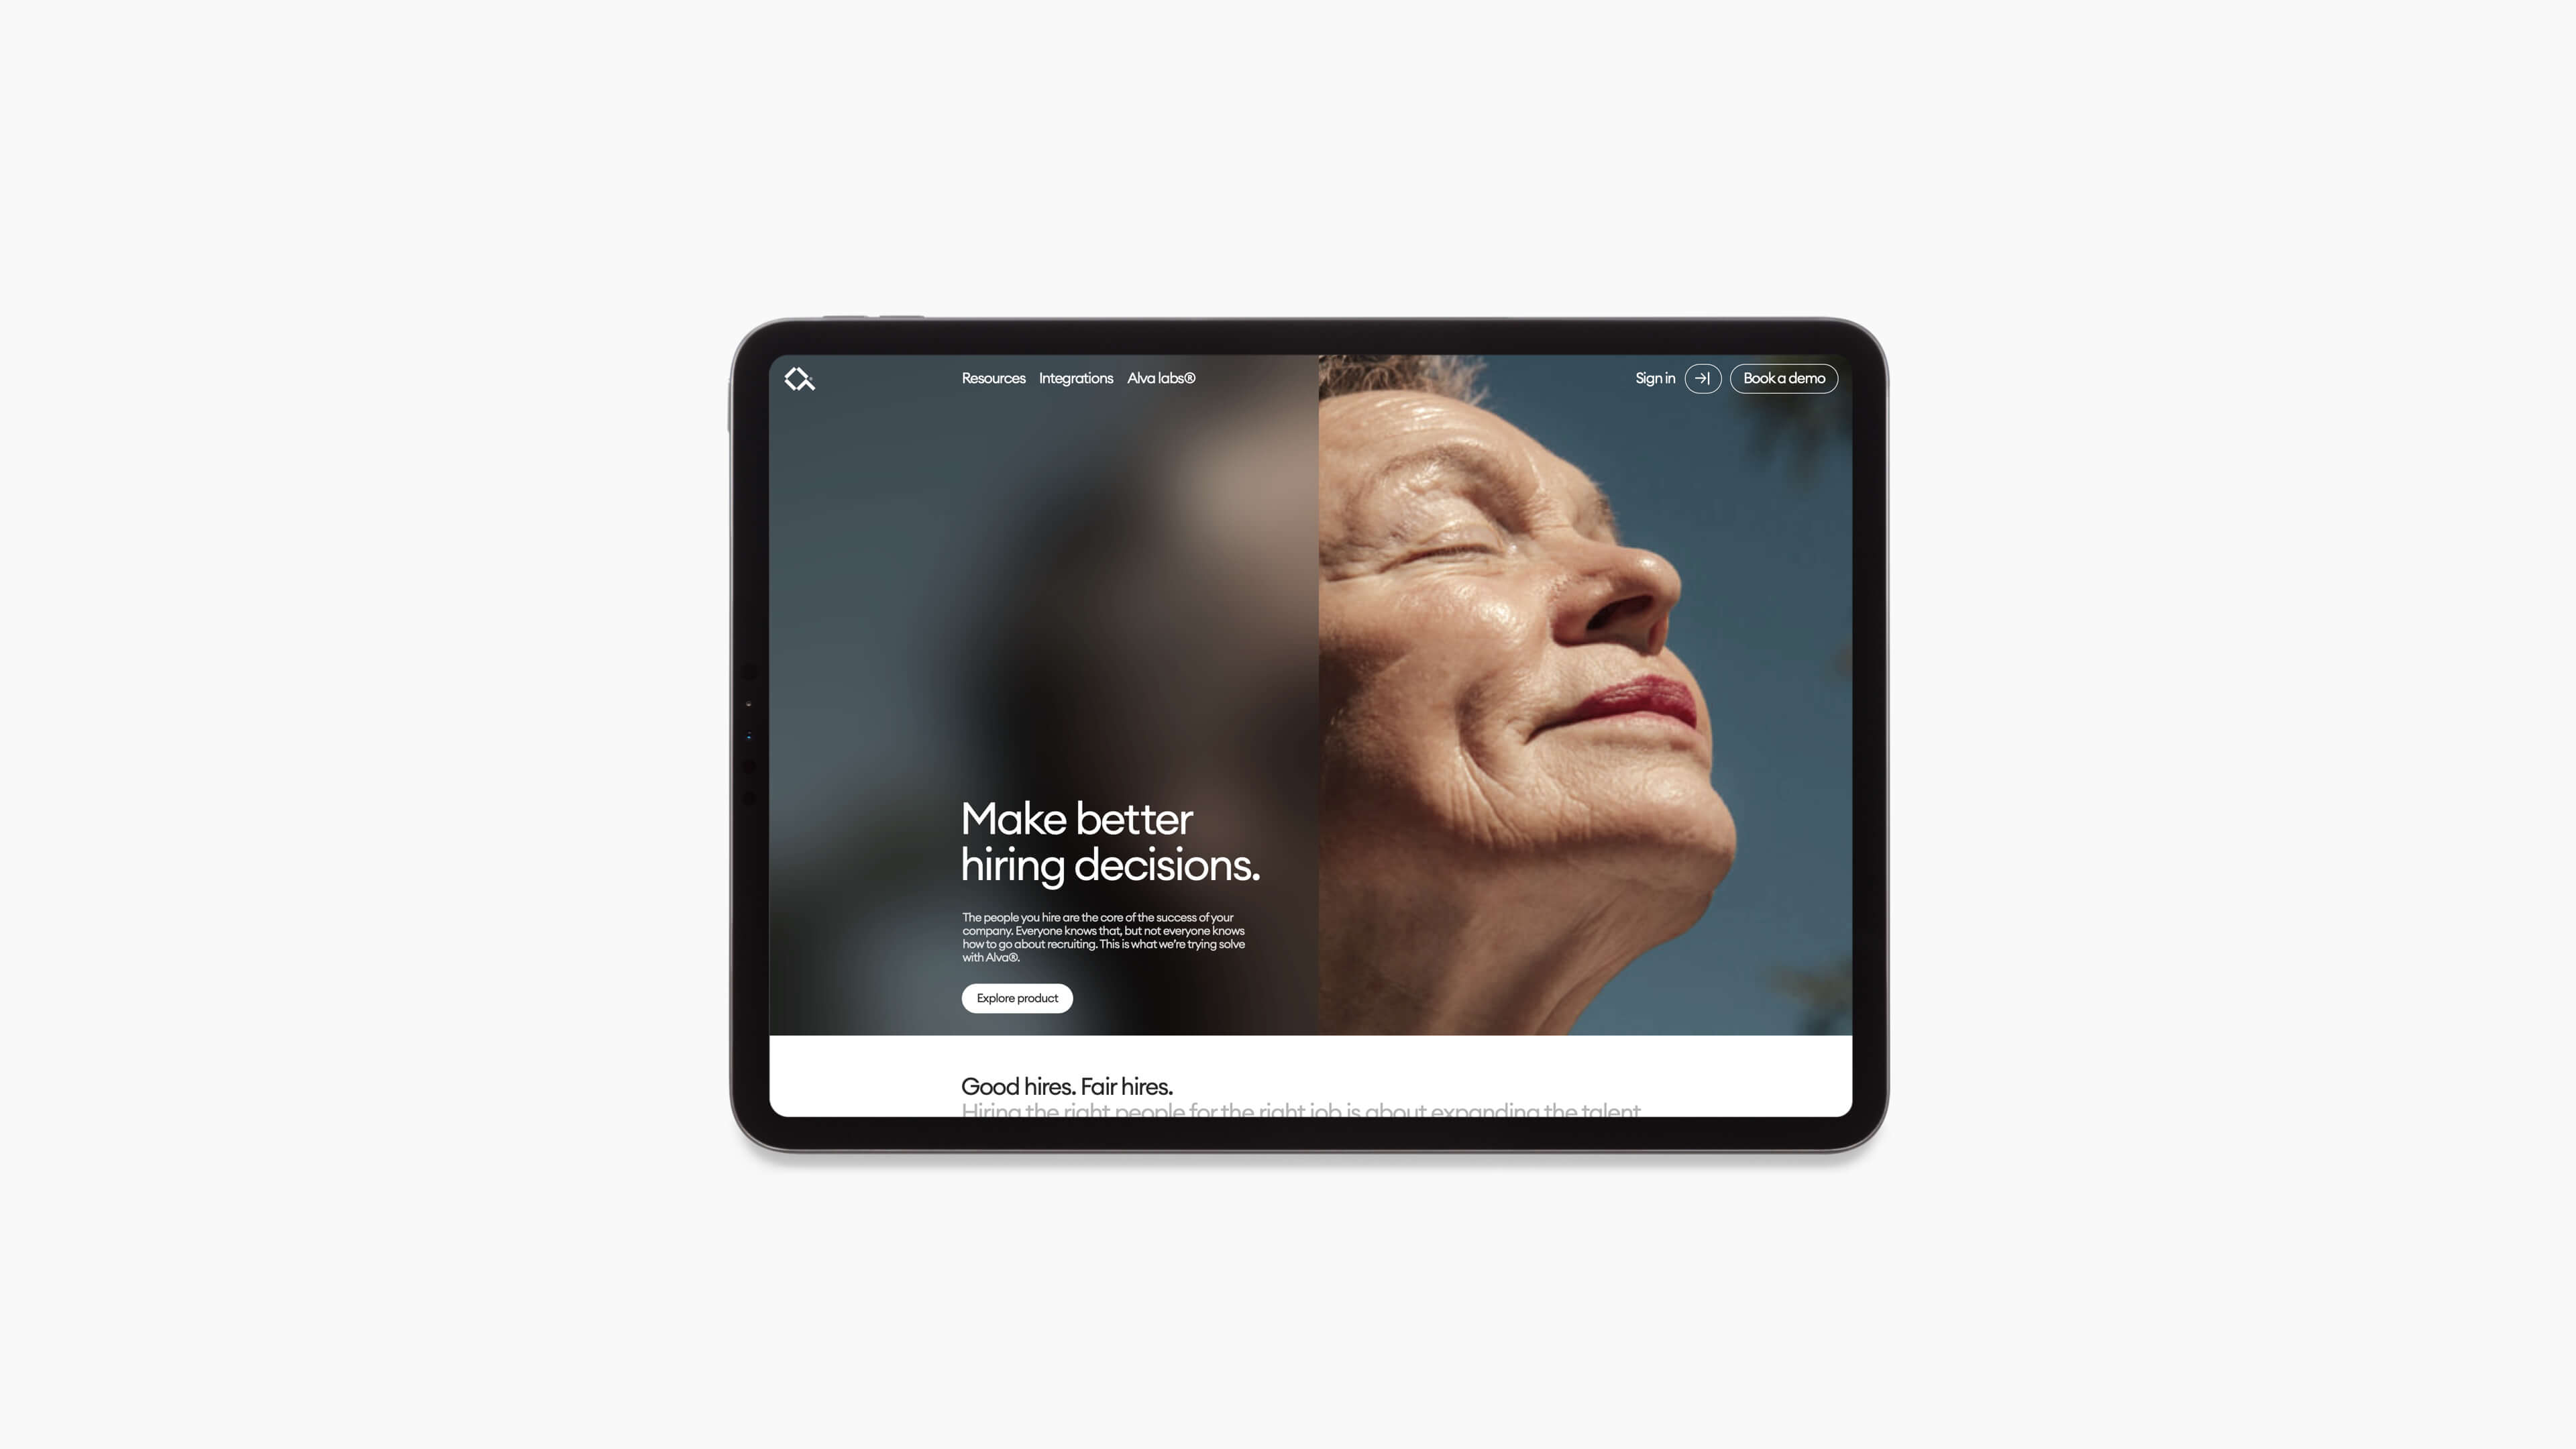 Resources Integrations Alva labs®
Sign in Book a demo
Make better
hiring decisions.
The people you hire are the core of the success of your
company. Everyone knows that, but not everyone knows
how to go about recruiting. This is what we're trying solve
with Alva®.
Explore product
Good hires. Fair hires.
Hiring the right people for the right job is about expanding the talent